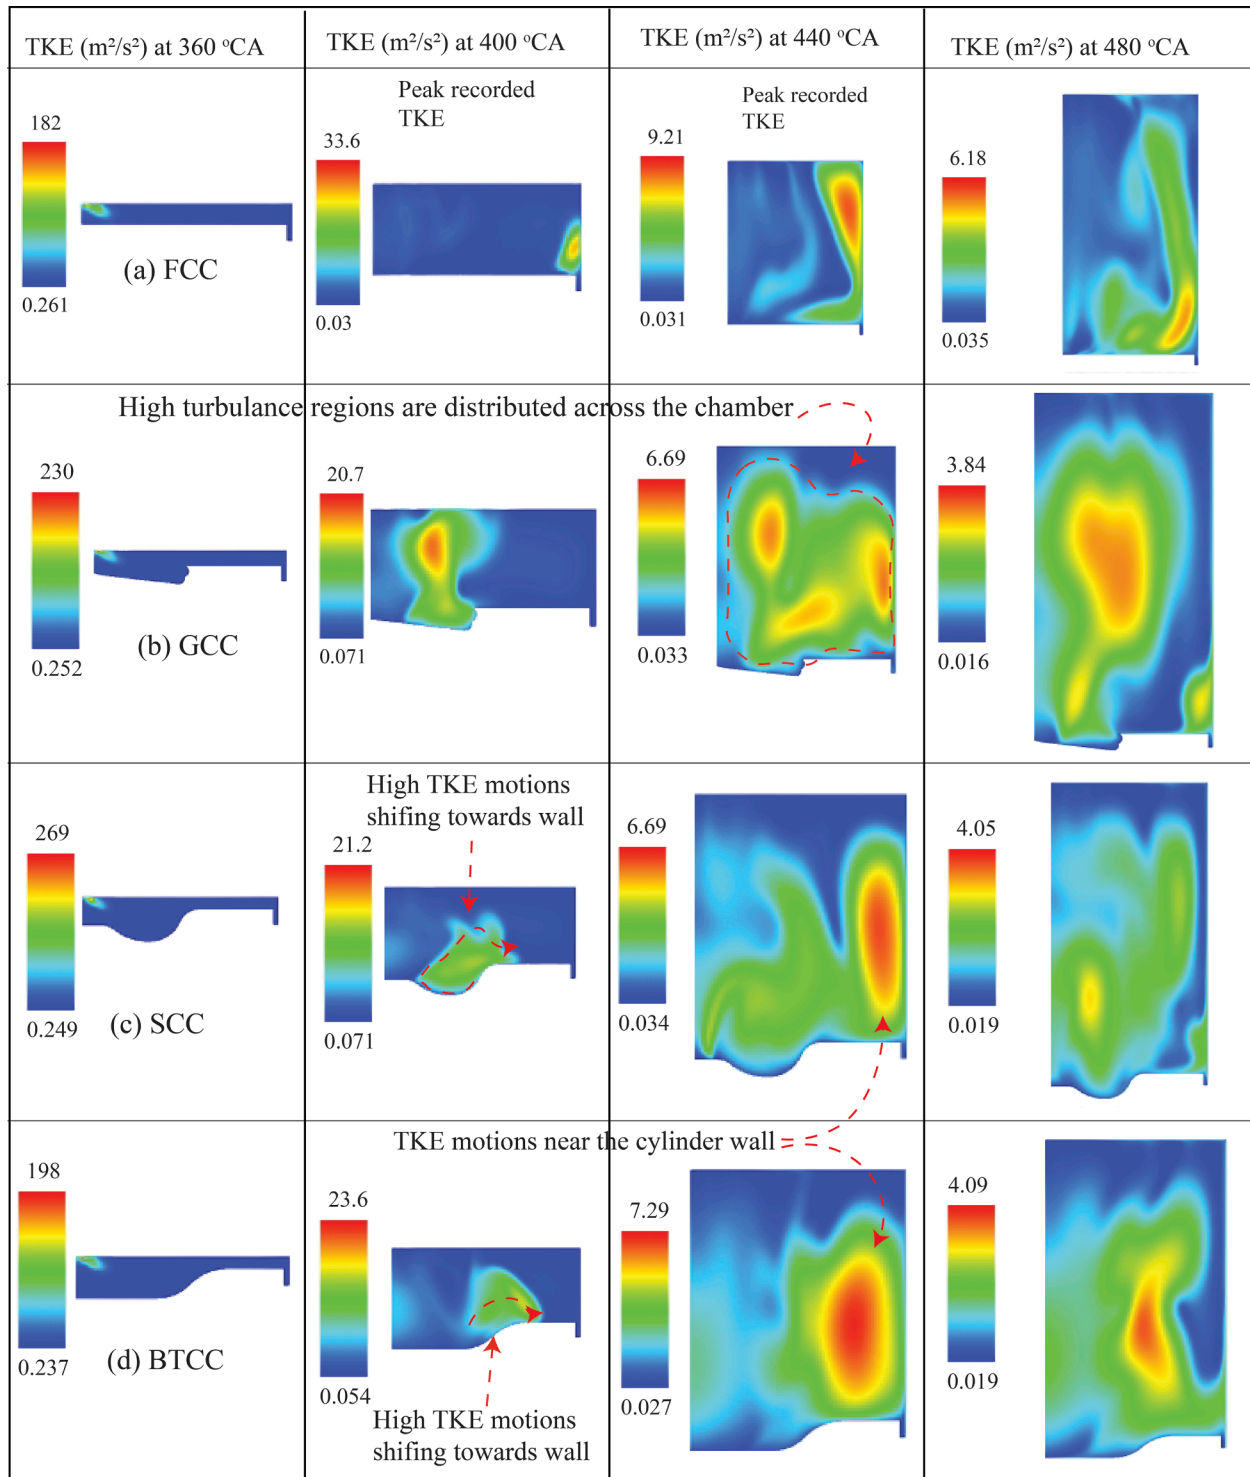 TKE (m²/s²) at 360 °CA
TKE (m²/s²) at 400 °CA
TKE (m²/s²) at 440 °CA
TKE (m²/s²) at 480 °CA
182
0.261
(a) FCC
Peak recorded
TKE
33.6
0.03
Peak recorded
TKE
9.21
0.031
6.18
0.035
High turbulance regions are distributed across the chamber
230
0.252
(b) GCC
20.7
0.071
6.69
0.033
3.84
0.016
269
0.249
(c) SCC
High TKE motions
shifing towards wall
21.2
0.071
6.69
0.034
4.05
0.019
TKE motions near the cylinder wall
198
0.237
(d) BTCC
23.6
0.054
High TKE motions
shifing towards wall
7.29
0.027
4.09
0.019